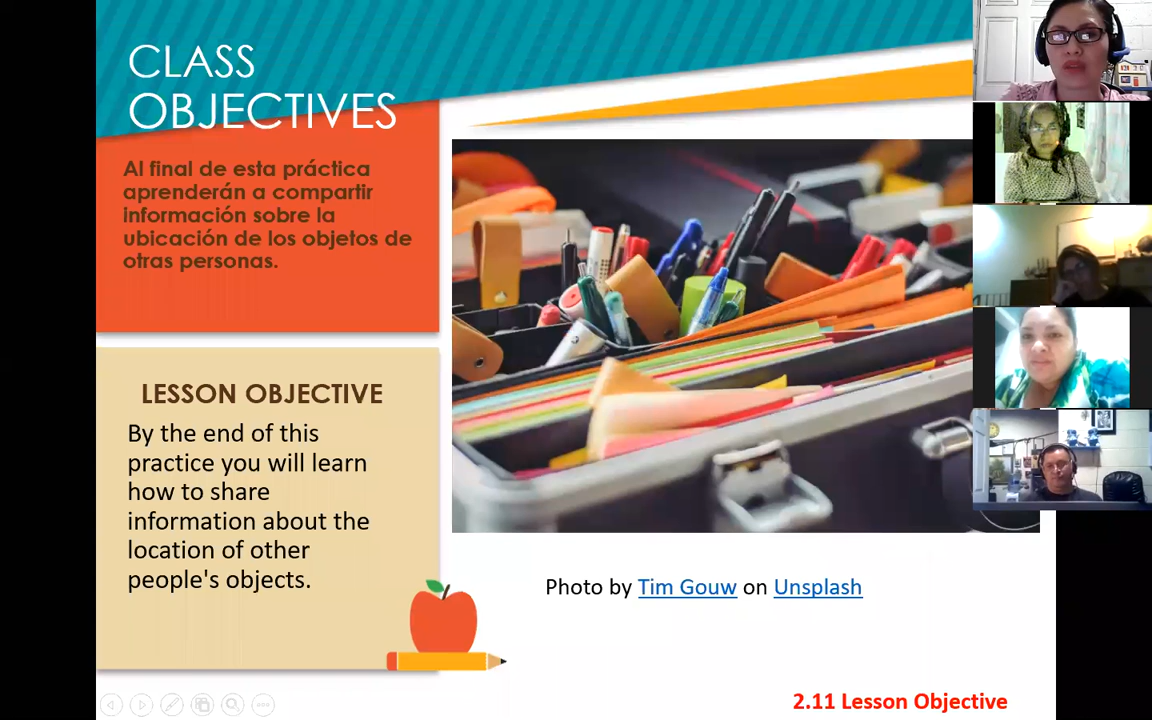 CLASS
OBJECTIVES
Al final de esta práctica
aprenderán a compartir
información sobre la
ubicación de los objetos de
otras personas.
LESSON OBJECTIVE
By the end of this
practice you will learn
how to share
information about the
location of other
people's objects.
Photo by Tim Gouw on Unsplash
2.11 Lesson Objective